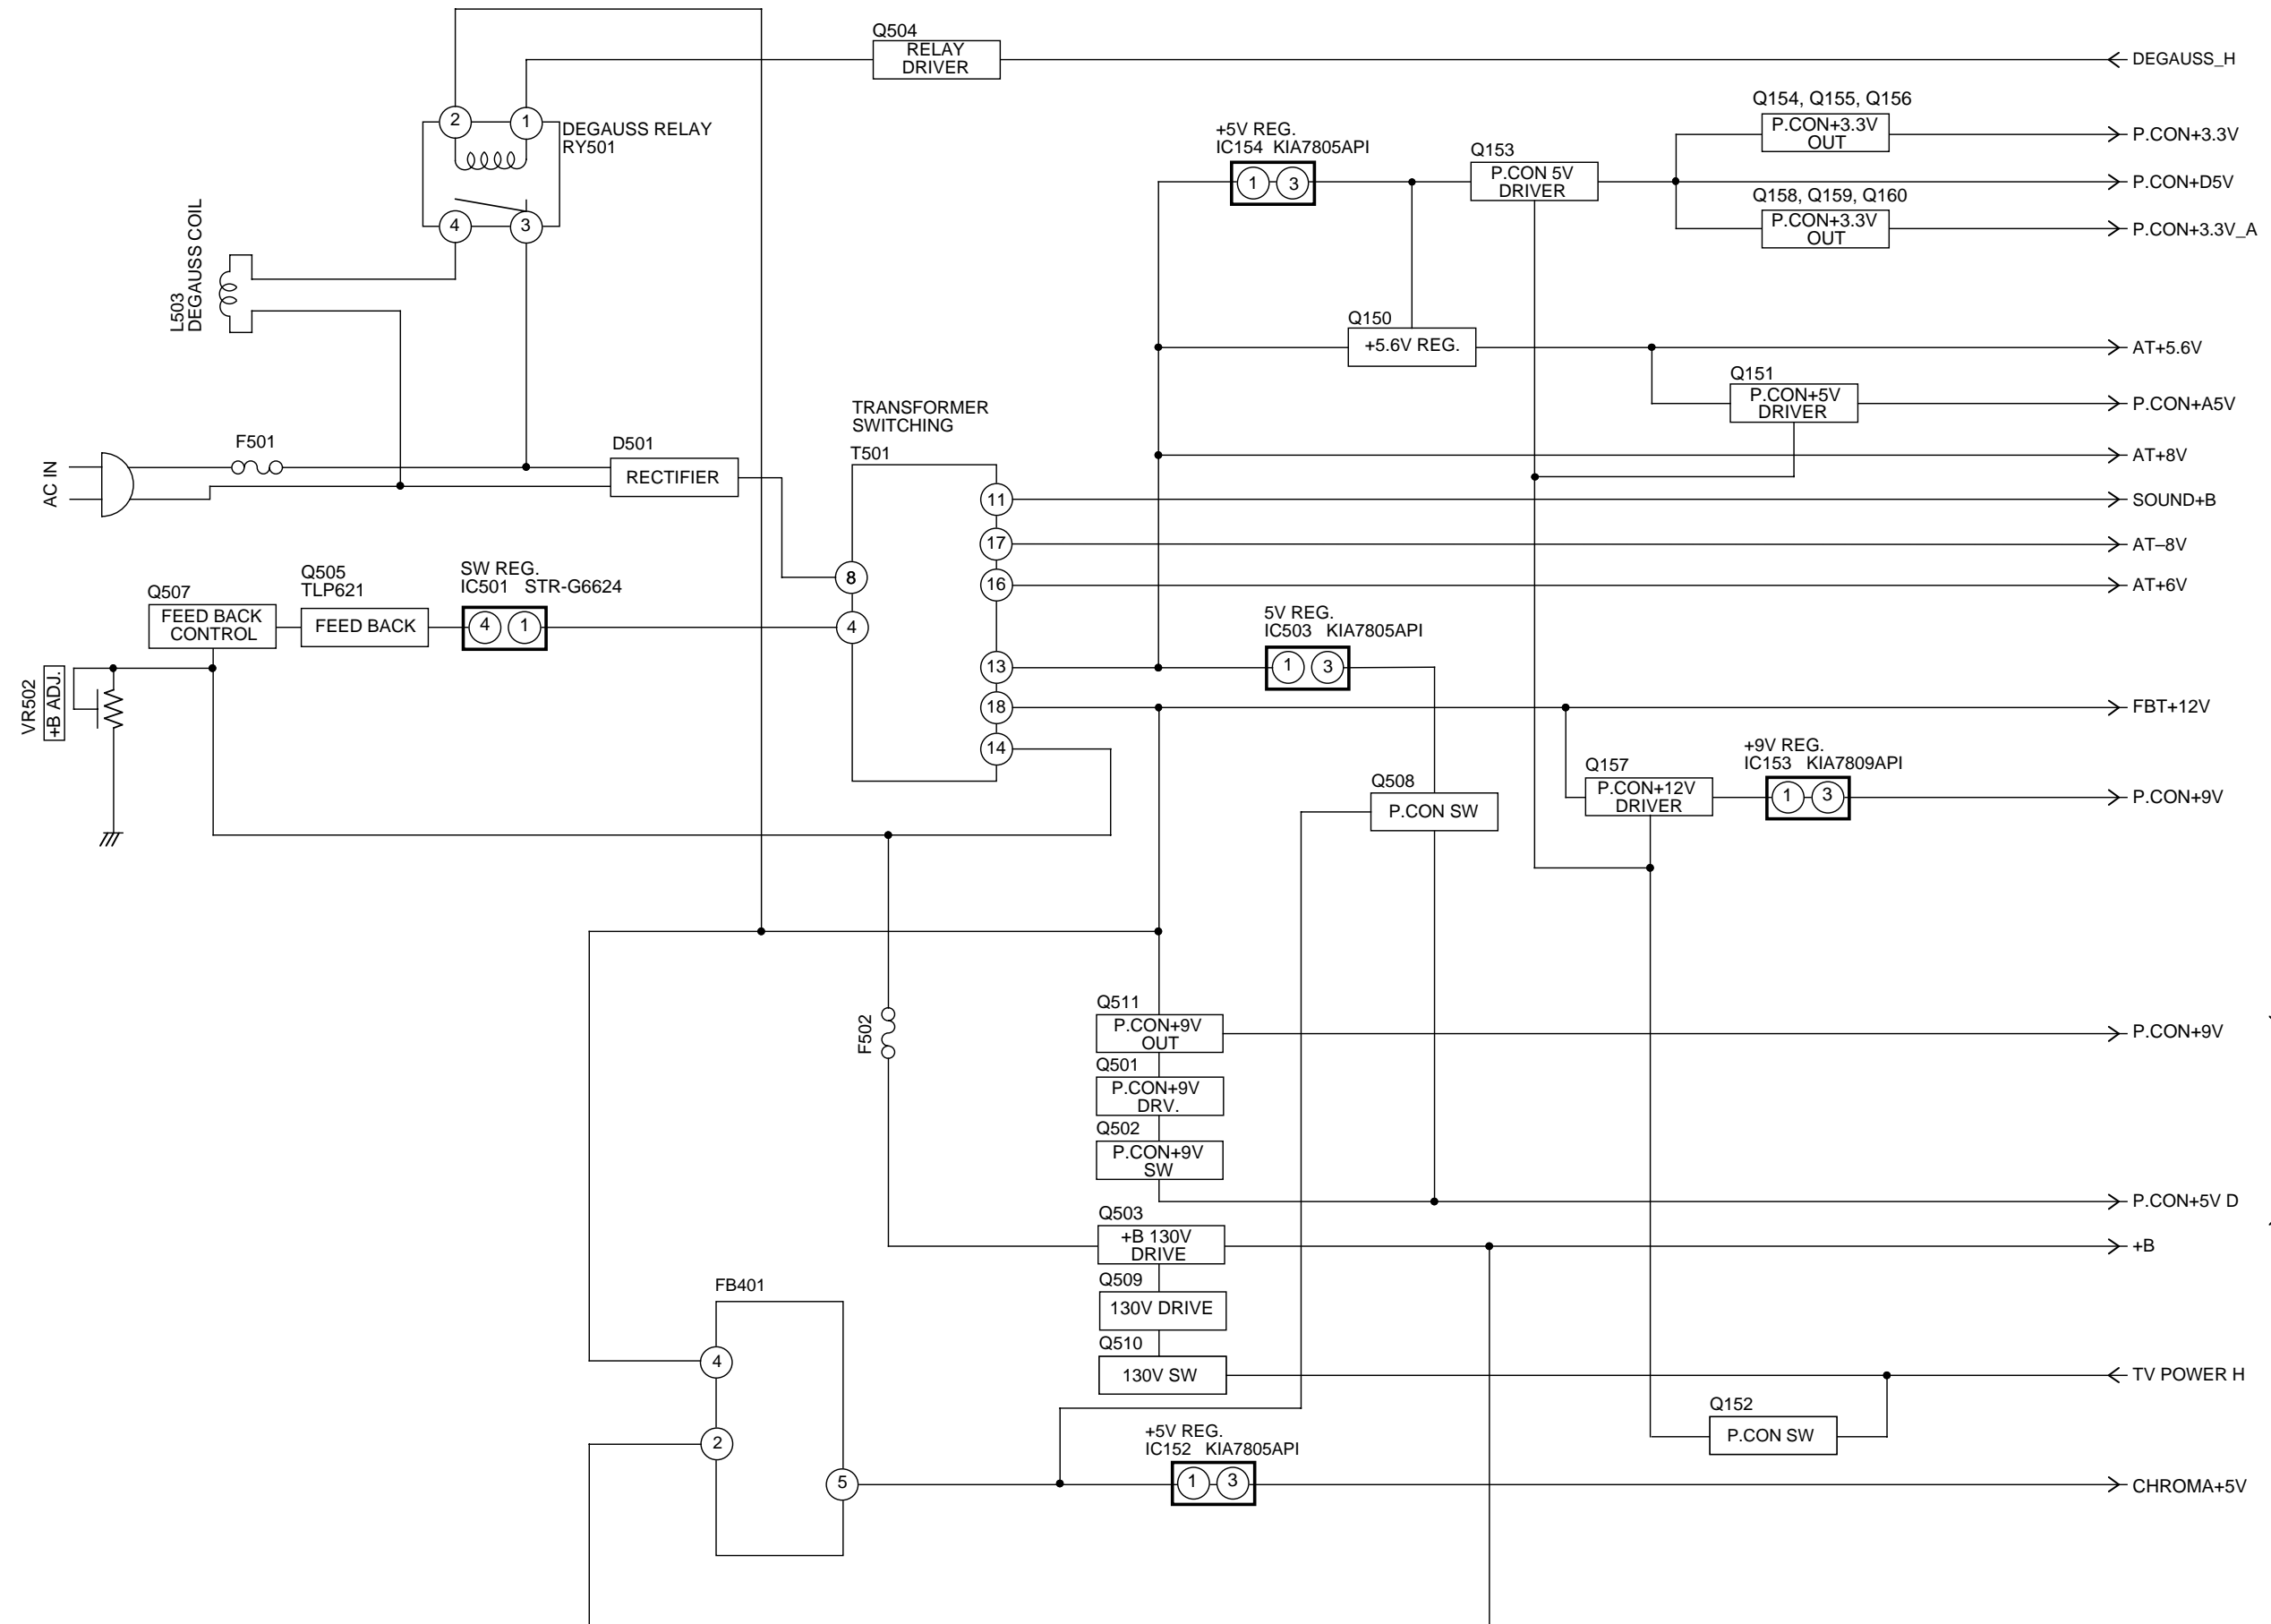 Q504
RELAY
DRIVER
DEGAUSS_H
2
1
DEGAUSS RELAY
RY501
4
3
L503
DEGAUSS COIL
+5V REG.
IC154 KIA7805API
1
3
Q153
P.CON 5V
DRIVER
Q154, Q155, Q156
P.CON+3.3V
OUT
P.CON+3.3V
P.CON+D5V
Q158, Q159, Q160
P.CON+3.3V
OUT
P.CON+3.3V_A
Q150
+5.6V REG.
AT+5.6V
Q151
P.CON+5V
DRIVER
P.CON+A5V
AT+8V
AC IN
F501
D501
RECTIFIER
TRANSFORMER
SWITCHING
T501
11
17
16
13
18
14
8
4
SOUND+B
AT–8V
AT+6V
Q507
FEED BACK
CONTROL
Q505
TLP621
FEED BACK
SW REG.
IC501 STR-G6624
4
1
VR502
+B ADJ.
5V REG.
IC503 KIA7805API
1
3
FBT+12V
Q508
P.CON SW
Q157
P.CON+12V
DRIVER
+9V REG.
IC153 KIA7809API
1
3
P.CON+9V
F502
Q511
P.CON+9V
OUT
P.CON+9V
Q501
P.CON+9V
DRV.
Q502
P.CON+9V
SW
P.CON+5V D
Q503
+B 130V
DRIVE
+B
Q509
130V DRIVE
Q510
130V SW
TV POWER H
Q152
P.CON SW
FB401
4
2
5
+5V REG.
IC152 KIA7805API
1
3
CHROMA+5V